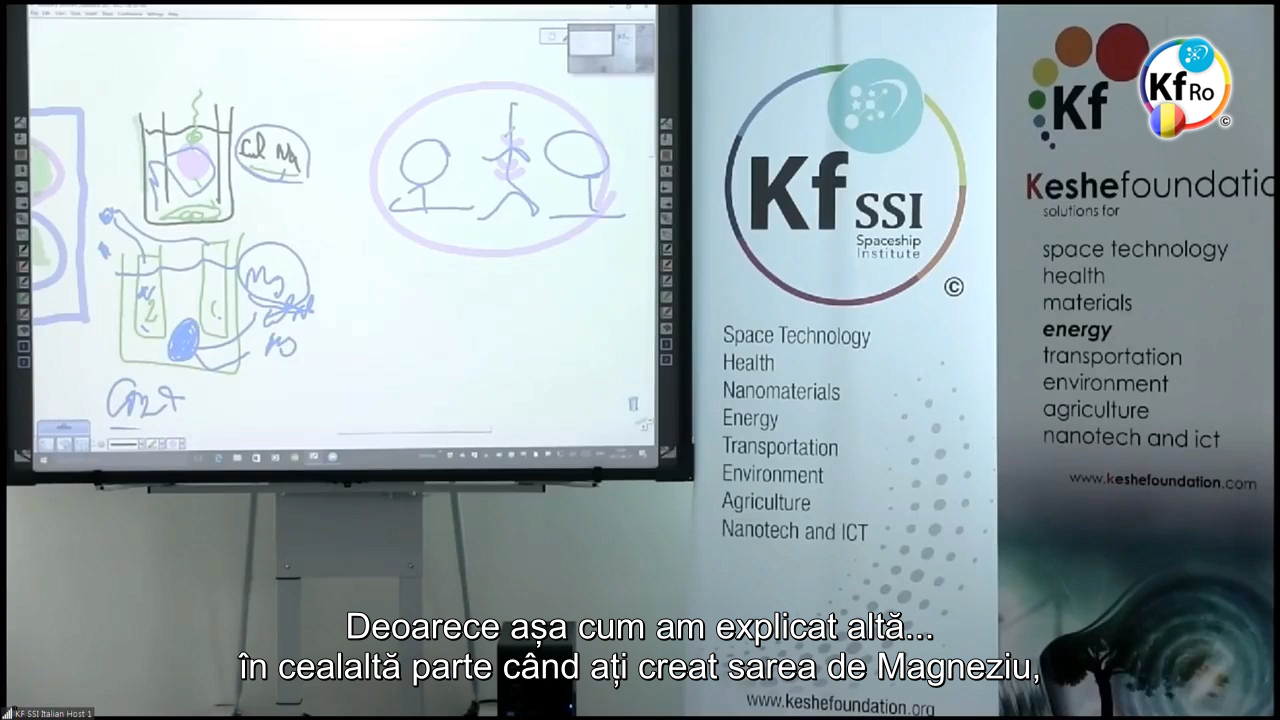 Mg
Kf SSI
Spaceship
Institute
©
Space Technology
Health
Nanomaterials
Energy
Transportation
Environment
Agriculture
Nanotech and ICT
www.keshefoundation.org
Kf
Kf Ro
©
Keshefoundatio
solutions for
space technology
health
materials
energy
transportation
environment
agriculture
nanotech and ict
www.keshefoundation.com
Deoarece așa cum am explicat altă...
în cealaltă parte când ați creat sarea de Magneziu,
KF SSI Italian Host 1